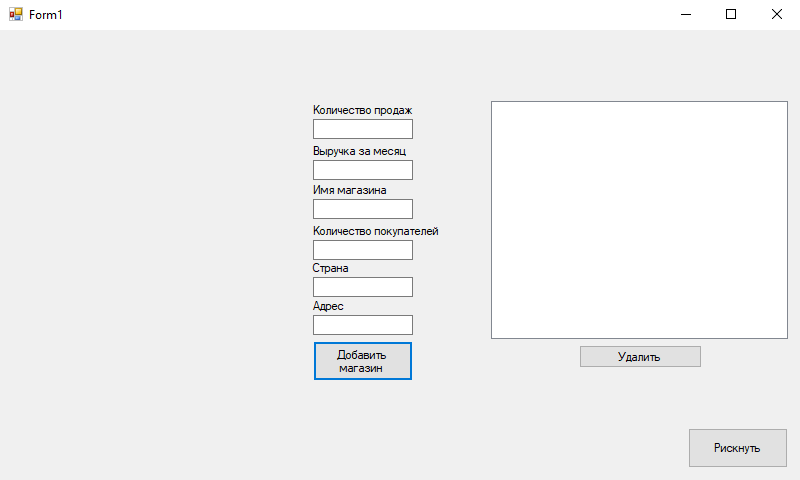 Form1
Количество продаж
Выручка за месяц
Имя магазина
Количество покупателей
Страна
Адрес
Добавить
магазин
Удалить
Рискнуть